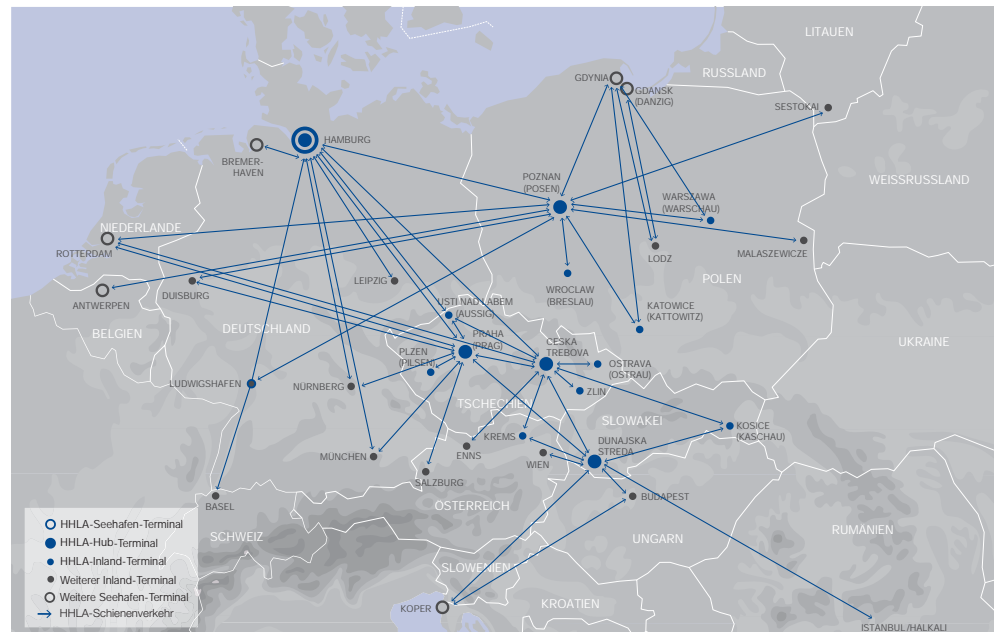 LITAUEN
RUSSLAND
GDYNIA
GDANSK
(DANZIG)
SESTOKAI
HAMBURG
BREMER-
HAVEN
POZNAN
(POSEN)
WEISSRUSSLAND
WARSZAWA
(WARSCHAU)
NIEDERLANDE
ROTTERDAM
LODZ
MALASZEWICZE
LEIPZIG
POLEN
DUISBURG
ANTWERPEN
WROCLAW
(BRESLAU)
USTI NAD LABEM
(AUSSIG)
KATOWICE
(KATTOWITZ)
BELGIEN
DEUTSCHLAND
PRAHA
(PRAG)
CESKA
TREBOVA
UKRAINE
PLZEN
(PILSEN)
OSTRAVA
(OSTRAU)
LUDWIGSHAFEN
NÜRNBERG
ZLIN
TSCHECHIEN
SLOWAKEI
KOSICE
(KASCHAU)
KREMS
DUNAJSKA
STREDA
MÜNCHEN
ENNS
WIEN
SALZBURG
BUDAPEST
BASEL
ÖSTERREICH
SCHWEIZ
UNGARN
RUMÄNIEN
SLOWENIEN
KOPER
KROATIEN
ISTANBUL/HALKALI
HHLA-Seehafen-Terminal
HHLA-Hub-Terminal
HHLA-Inland-Terminal
Weiterer Inland-Terminal
Weitere Seehafen-Terminal
HHLA-Schienenverkehr